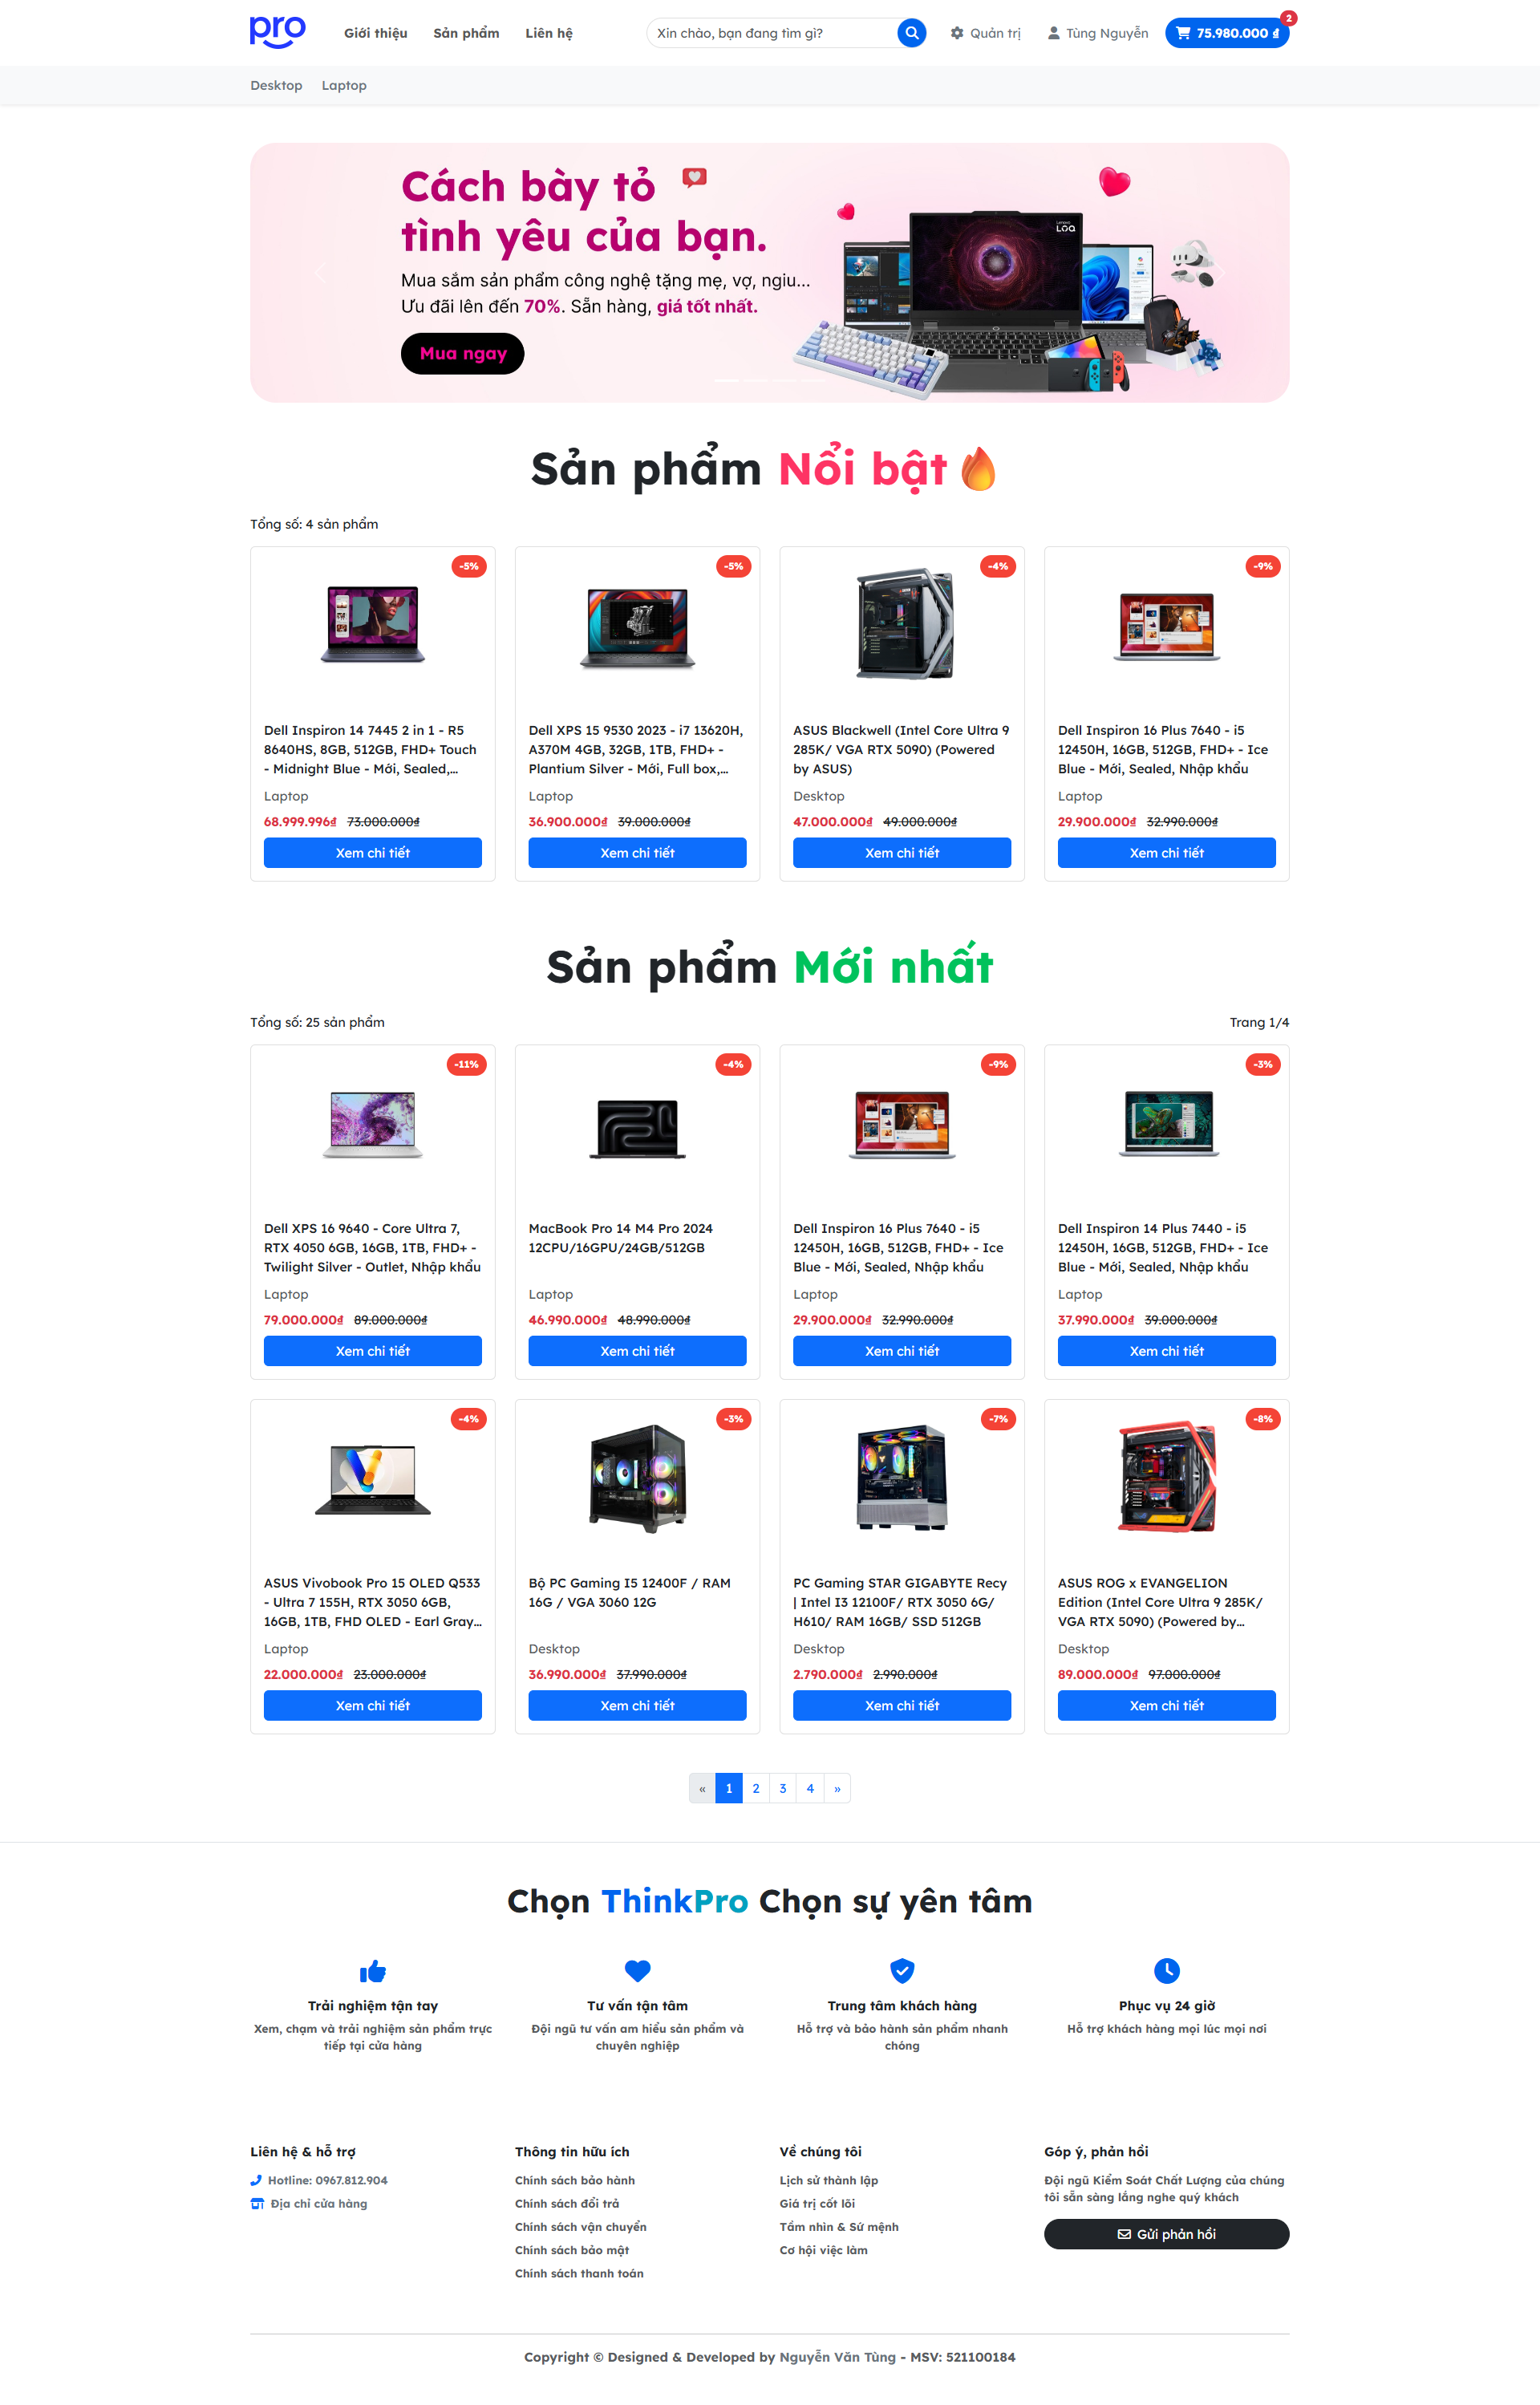 pro
Giới thiệu
Sản phẩm
Liên hệ
Xin chào, bạn đang tìm gì?
Quản trị
Tùng Nguyễn
75.980.000 ₫
2
Desktop
Laptop
Cách bày tỏ
tình yêu của bạn.
Mua sắm sản phẩm công nghệ tặng mẹ, vợ, ngiu...
Ưu đãi lên đến 70%. Sẵn hàng, giá tốt nhất.
Mua ngay
Lenovo
LOQ
Sản phẩm Nổi bật
Tổng số: 4 sản phẩm
-5%
Dell Inspiron 14 7445 2 in 1 - R5
8640HS, 8GB, 512GB, FHD+ Touch
- Midnight Blue - Mới, Sealed,...
Laptop
68.999.996₫ 73.000.000₫
Xem chi tiết
-5%
Dell XPS 15 9530 2023 - i7 13620H,
A370M 4GB, 32GB, 1TB, FHD+ -
Plantium Silver - Mới, Full box,...
Laptop
36.900.000₫ 39.000.000₫
Xem chi tiết
-4%
ASUS Blackwell (Intel Core Ultra 9
285K/ VGA RTX 5090) (Powered
by ASUS)
Desktop
47.000.000₫ 49.000.000₫
Xem chi tiết
-9%
Dell Inspiron 16 Plus 7640 - i5
12450H, 16GB, 512GB, FHD+ - Ice
Blue - Mới, Sealed, Nhập khẩu
Laptop
29.900.000₫ 32.990.000₫
Xem chi tiết
Sản phẩm Mới nhất
Tổng số: 25 sản phẩm
Trang 1/4
-11%
Dell XPS 16 9640 - Core Ultra 7,
RTX 4050 6GB, 16GB, 1TB, FHD+ -
Twilight Silver - Outlet, Nhập khẩu
Laptop
79.000.000₫ 89.000.000₫
Xem chi tiết
-4%
MacBook Pro 14 M4 Pro 2024
12CPU/16GPU/24GB/512GB
Laptop
46.990.000₫ 48.990.000₫
Xem chi tiết
-9%
Dell Inspiron 16 Plus 7640 - i5
12450H, 16GB, 512GB, FHD+ - Ice
Blue - Mới, Sealed, Nhập khẩu
Laptop
29.900.000₫ 32.990.000₫
Xem chi tiết
-3%
Dell Inspiron 14 Plus 7440 - i5
12450H, 16GB, 512GB, FHD+ - Ice
Blue - Mới, Sealed, Nhập khẩu
Laptop
37.990.000₫ 39.000.000₫
Xem chi tiết
-4%
ASUS Vivobook Pro 15 OLED Q533
- Ultra 7 155H, RTX 3050 6GB,
16GB, 1TB, FHD OLED - Earl Gray...
Laptop
22.000.000₫ 23.000.000₫
Xem chi tiết
-3%
Bộ PC Gaming I5 12400F / RAM
16G / VGA 3060 12G
Desktop
36.990.000₫ 37.990.000₫
Xem chi tiết
-7%
PC Gaming STAR GIGABYTE Recy
| Intel I3 12100F/ RTX 3050 6G/
H610/ RAM 16GB/ SSD 512GB
Desktop
2.790.000₫ 2.990.000₫
Xem chi tiết
-8%
ASUS ROG x EVANGELION
Edition (Intel Core Ultra 9 285K/
VGA RTX 5090) (Powered by...
Desktop
89.000.000₫ 97.000.000₫
Xem chi tiết
« 1 2 3 4 »
Chọn ThinkPro Chọn sự yên tâm
Trải nghiệm tận tay
Xem, chạm và trải nghiệm sản phẩm trực
tiếp tại cửa hàng
Tư vấn tận tâm
Đội ngũ tư vấn am hiểu sản phẩm và
chuyên nghiệp
Trung tâm khách hàng
Hỗ trợ và bảo hành sản phẩm nhanh
chóng
Phục vụ 24 giờ
Hỗ trợ khách hàng mọi lúc mọi nơi
Liên hệ & hỗ trợ
Hotline: 0967.812.904
Địa chỉ cửa hàng
Thông tin hữu ích
Chính sách bảo hành
Chính sách đổi trả
Chính sách vận chuyển
Chính sách bảo mật
Chính sách thanh toán
Về chúng tôi
Lịch sử thành lập
Giá trị cốt lõi
Tầm nhìn & Sứ mệnh
Cơ hội việc làm
Góp ý, phản hồi
Đội ngũ Kiểm Soát Chất Lượng của chúng
tôi sẵn sàng lắng nghe quý khách
Gửi phản hồi
Copyright © Designed & Developed by Nguyễn Văn Tùng - MSV: 521100184